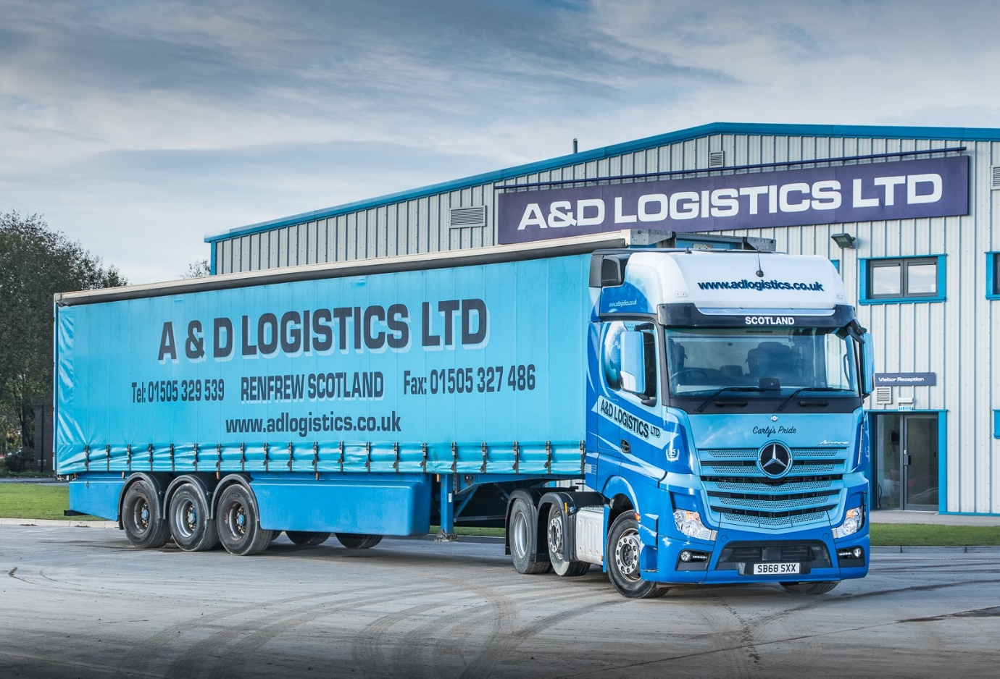 A&D LOGISTICS LTD
A & D LOGISTICS LTD
Tel: 01505 329 539 RENFREW SCOTLAND Fax: 01505 327 486
www.adlogistics.co.uk
www.adlogistics.co.uk
www.adlogistics.co.uk
SCOTLAND
A&D LOGISTICS LTD
Carly's Pride
Actros
SB68 SXX
Visitor Reception